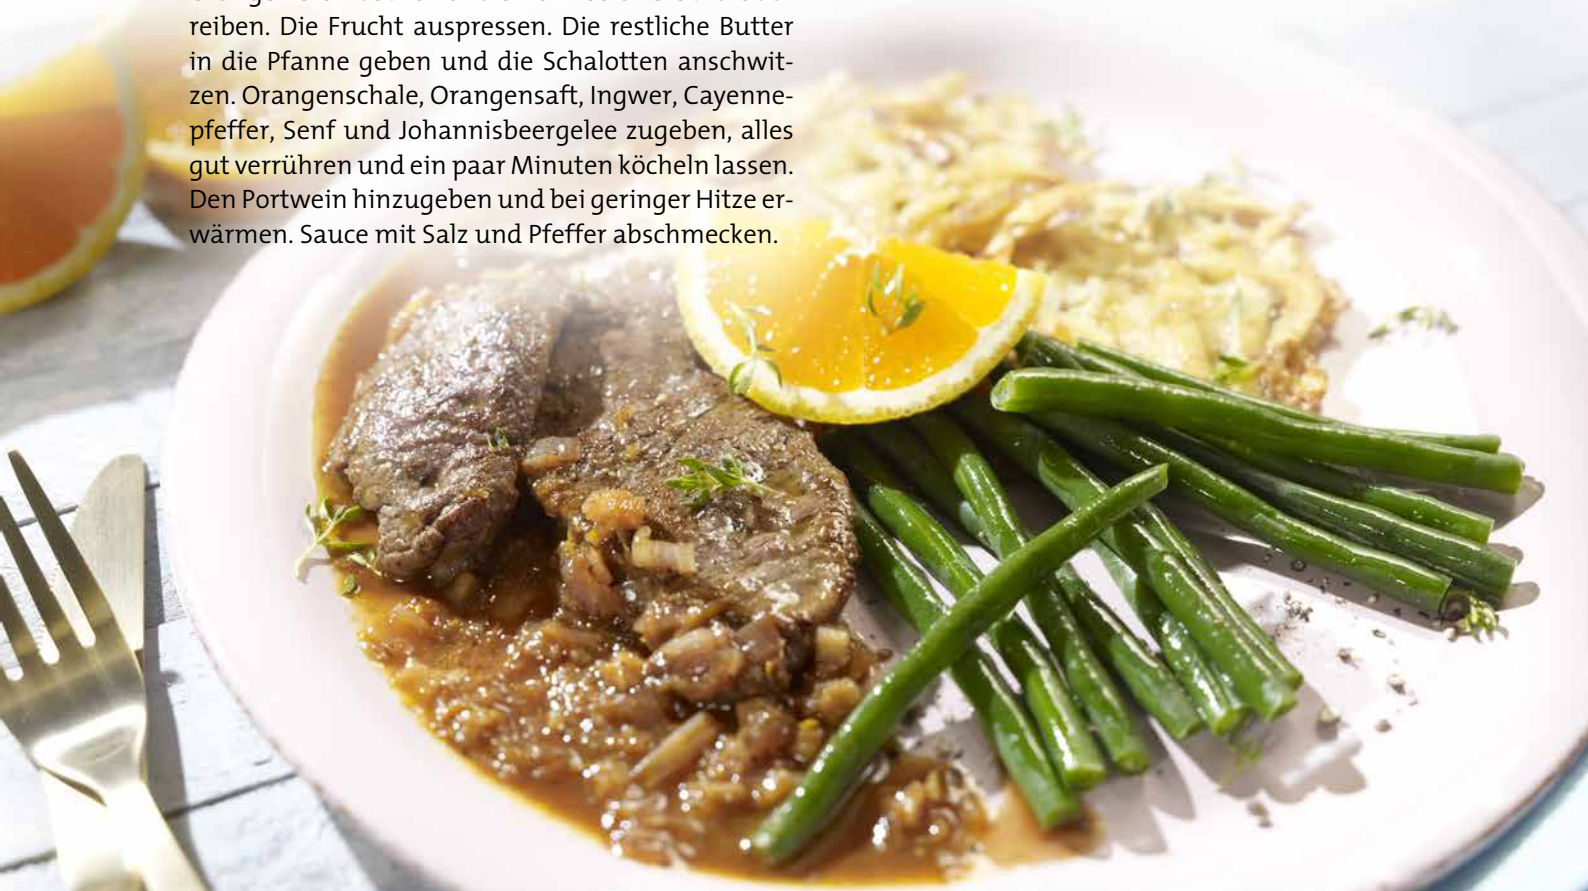 reiben. Die Frucht auspressen. Die restliche Butter
in die Pfanne geben und die Schalotten anschwit-
zen. Orangenschale, Orangensaft, Ingwer, Cayenne-
pfeffer, Senf und Johannisbeergelee zugeben, alles
gut verrühren und ein paar Minuten köcheln lassen.
Den Portwein hinzugeben und bei geringer Hitze er-
wärmen. Sauce mit Salz und Pfeffer abschmecken.